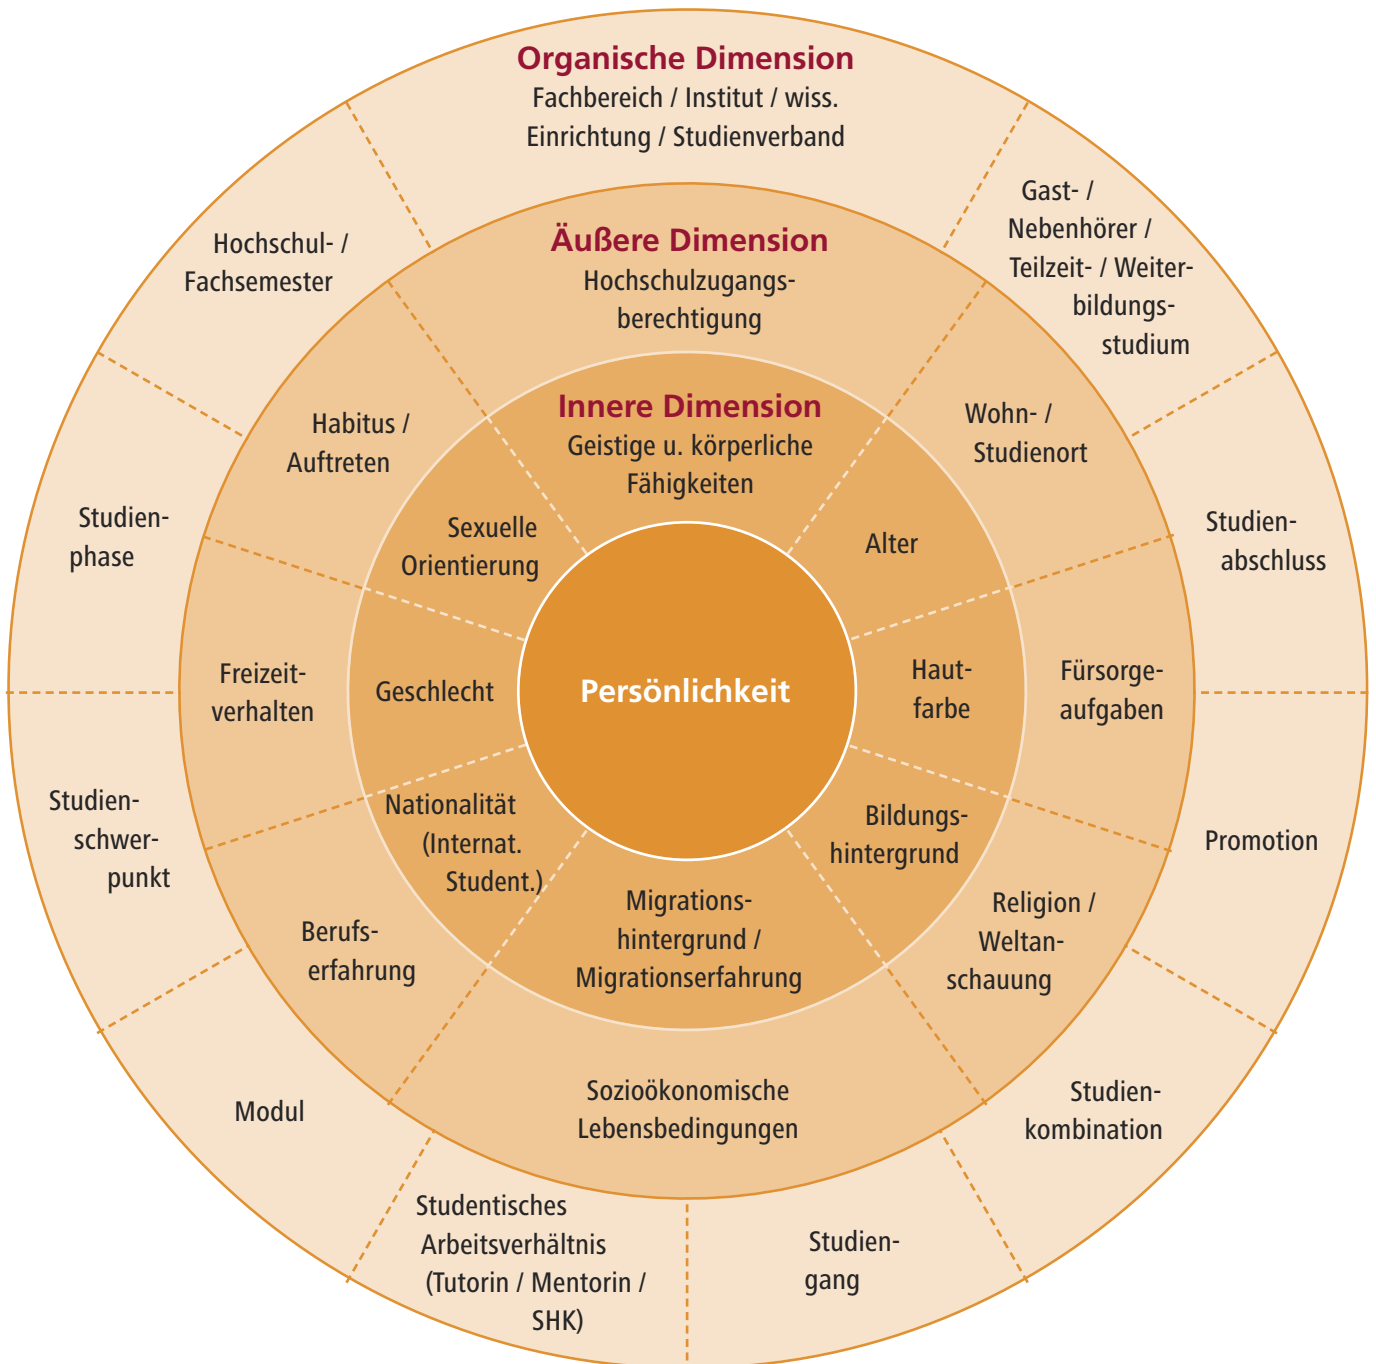 Organische Dimension
Fachbereich / Institut / wiss.
Einrichtung / Studienverband
Gast- /
Nebenhörer /
Teilzeit- / Weiter-
bildungs-
studium
Studien-
abschluss
Promotion
Studien-
kombination
Studien-
gang
Studentisches
Arbeitsverhältnis
(Tutorin / Mentorin /
SHK)
Modul
Studien-
schwer-
punkt
Studien-
phase
Hochschul- /
Fachsemester
Äußere Dimension
Hochschulzugangs-
berechtigung
Wohn- /
Studienort
Fürsorge-
aufgaben
Religion /
Weltan-
schauung
Sozioökonomische
Lebensbedingungen
Berufs-
erfahrung
Freizeit-
verhalten
Habitus /
Auftreten
Innere Dimension
Geistige u. körperliche
Fähigkeiten
Alter
Haut-
farbe
Bildungs-
hintergrund
Migrations-
hintergrund /
Migrationserfahrung
Nationalität
(Internat.
Student.)
Geschlecht
Sexuelle
Orientierung
Persönlichkeit